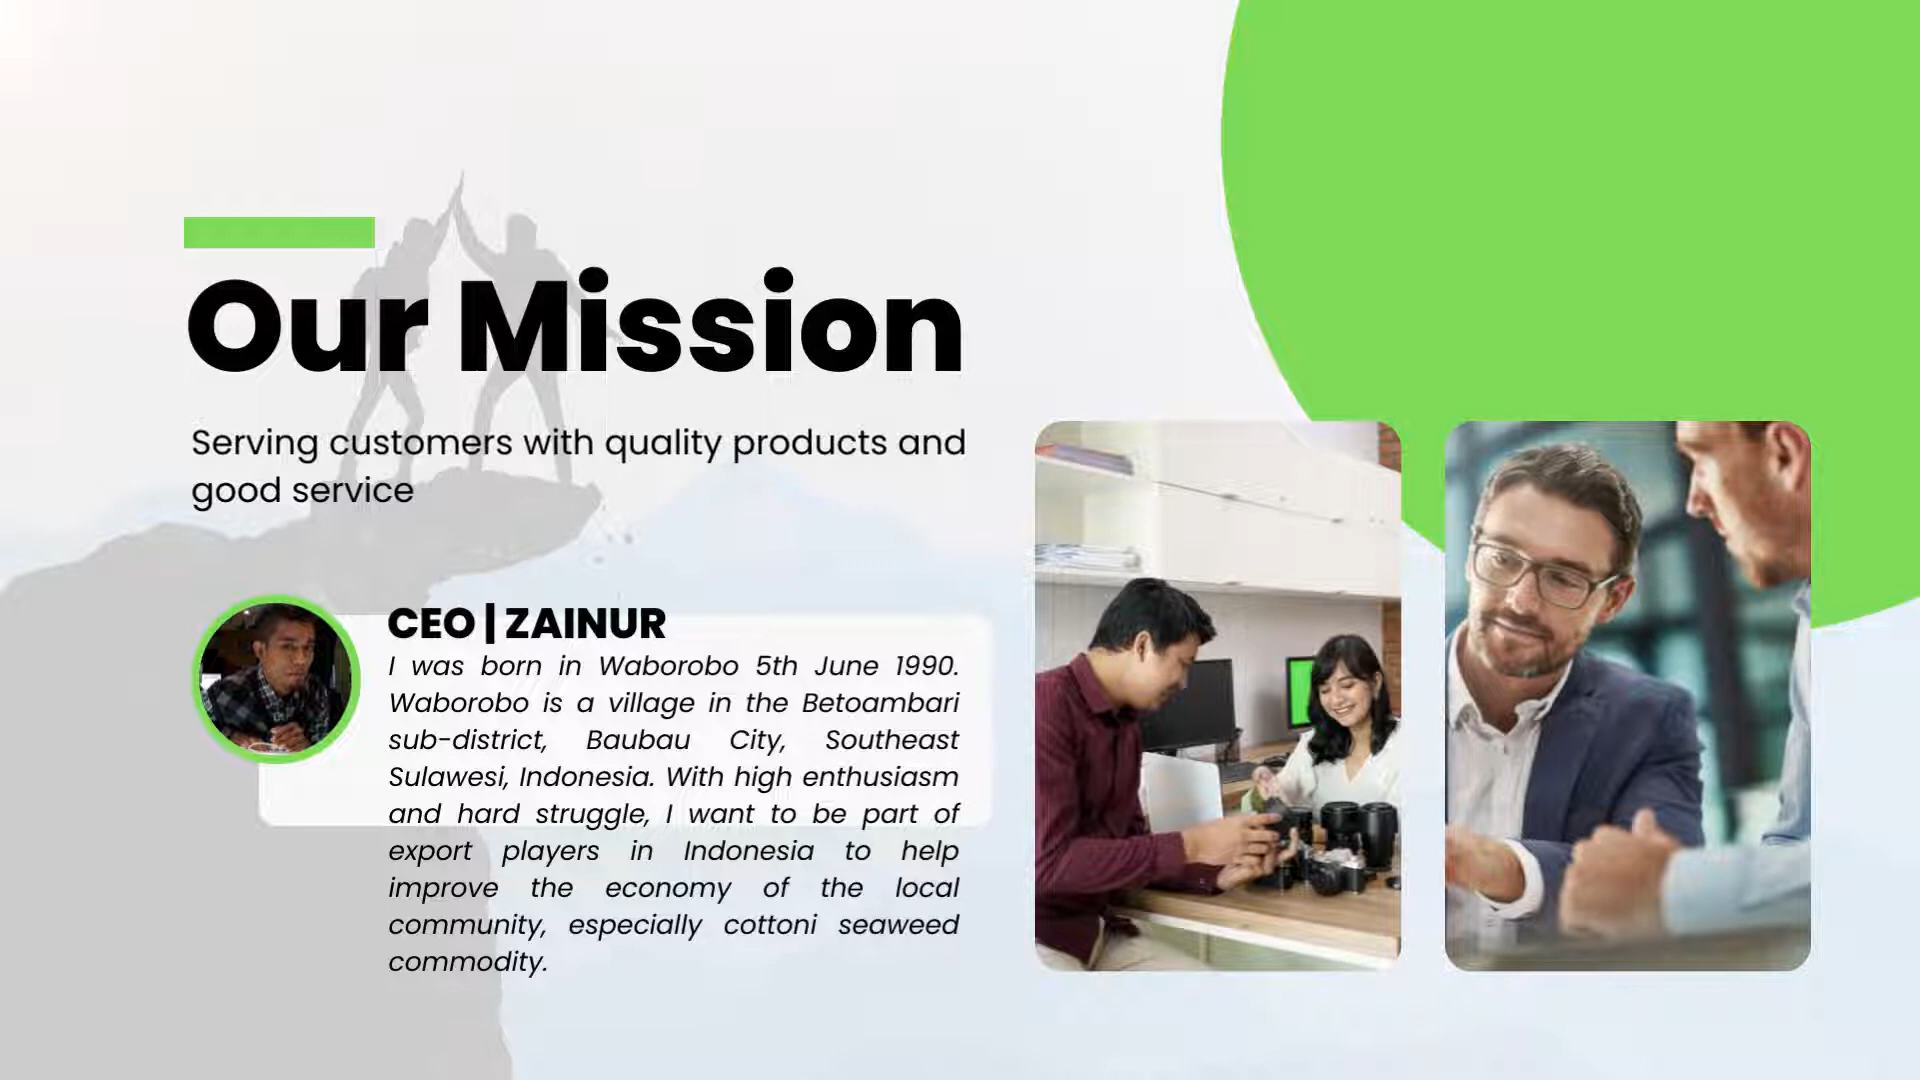 Our Mission
Serving customers with quality products and
good service
CEO | ZAINUR
I was born in Waborobo 5th June 1990.
Waborobo is a village in the Betoambari
sub-district, Baubau City, Southeast
Sulawesi, Indonesia. With high enthusiasm
and hard struggle, I want to be part of
export players in Indonesia to help
improve the economy of the local
community, especially cottoni seaweed
commodity.